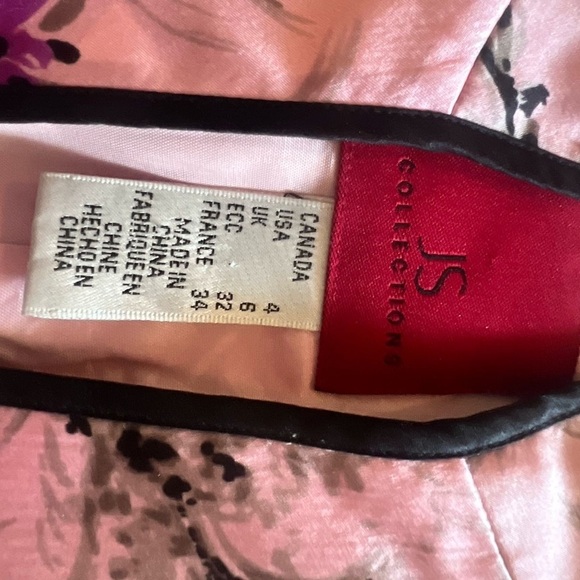 JS
COLLECTIONS
CANADA
USA 4
UK 6
ECC 32
FRANCE 34
MADE IN
CHINA
FABRIQUE EN
CHINE
HECHO EN
CHINA